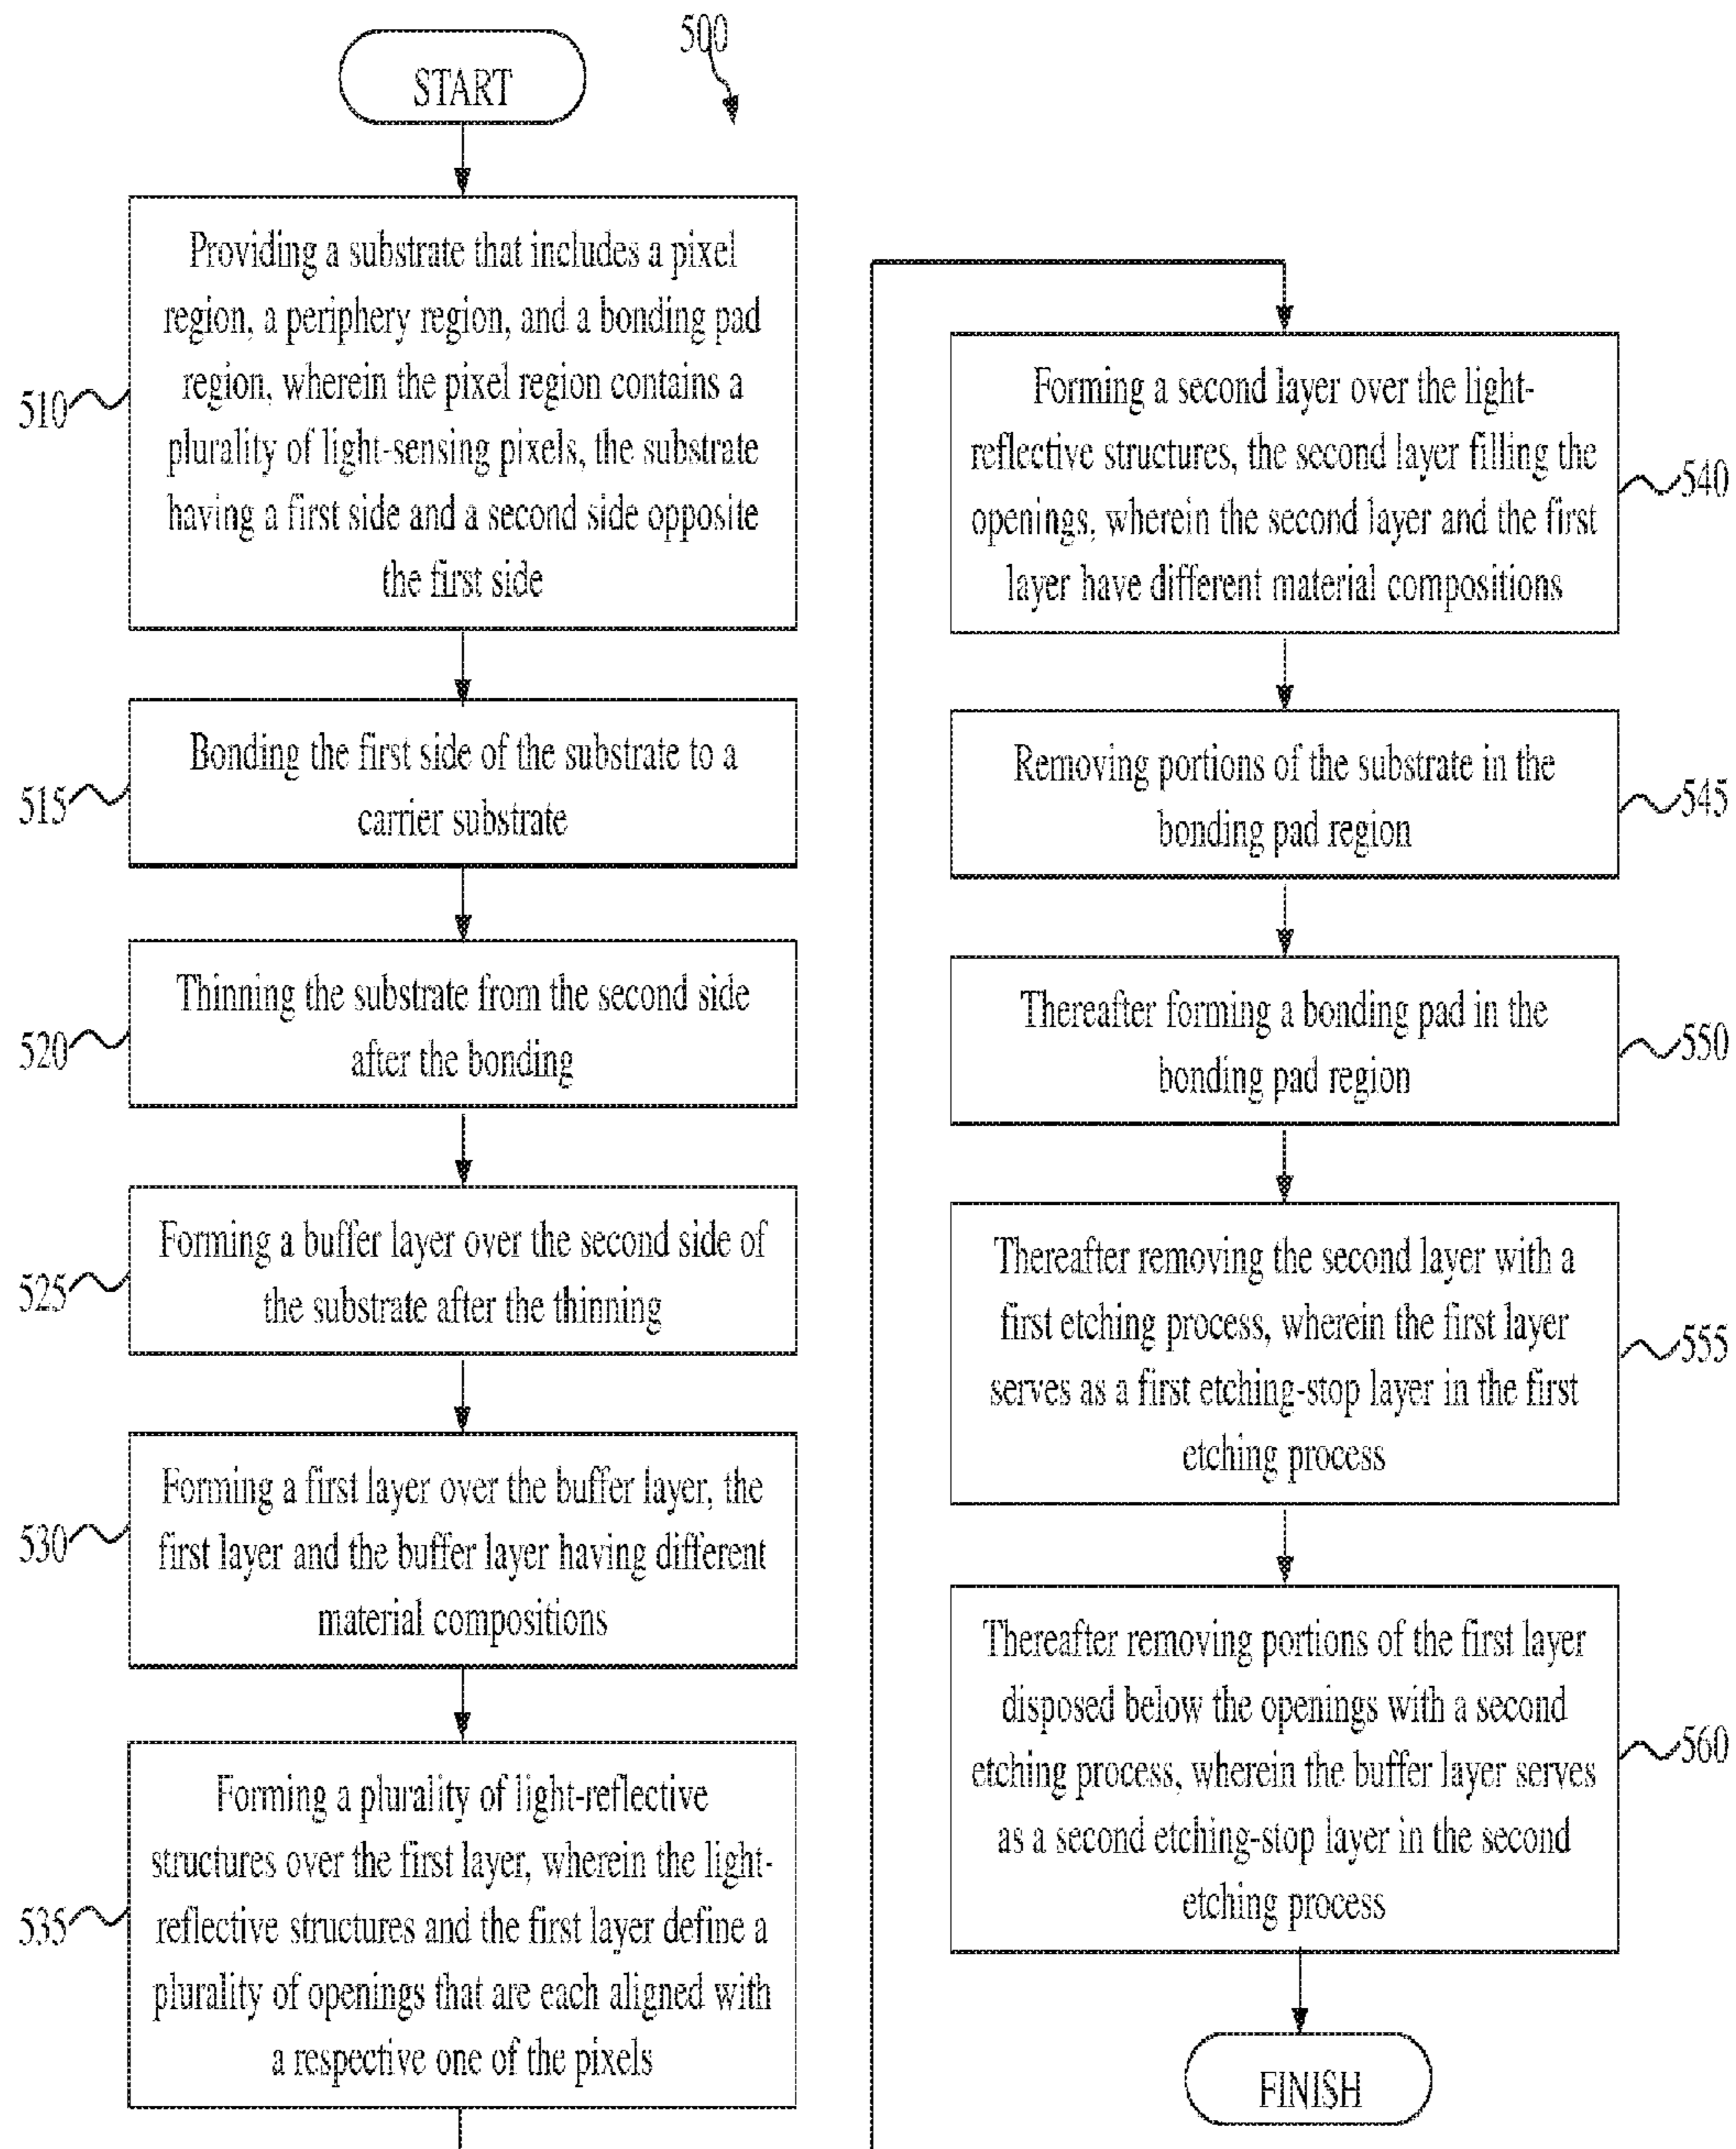 500
START
Providing a substrate that includes a pixel
region, a periphery region, and a bonding pad
region, wherein the pixel region contains a
plurality of light-sensing pixels, the substrate
having a first side and a second side opposite
the first side
510
Bonding the first side of the substrate to a
carrier substrate
515
Thinning the substrate from the second side
after the bonding
520
Forming a buffer layer over the second side of
the substrate after the thinning
525
Forming a first layer over the buffer layer, the
first layer and the buffer layer having different
material compositions
530
Forming a plurality of light-reflective
structures over the first layer, wherein the light-
reflective structures and the first layer define a
plurality of openings that are each aligned with
a respective one of the pixels
535
Forming a second layer over the light-
reflective structures, the second layer filling the
openings, wherein the second layer and the first
layer have different material compositions
540
Removing portions of the substrate in the
bonding pad region
545
Thereafter forming a bonding pad in the
bonding pad region
550
Thereafter removing the second layer with a
first etching process, wherein the first layer
serves as a first etching-stop layer in the first
etching process
555
Thereafter removing portions of the first layer
disposed below the openings with a second
etching process, wherein the buffer layer serves
as a second etching-stop layer in the second
etching process
560
FINISH